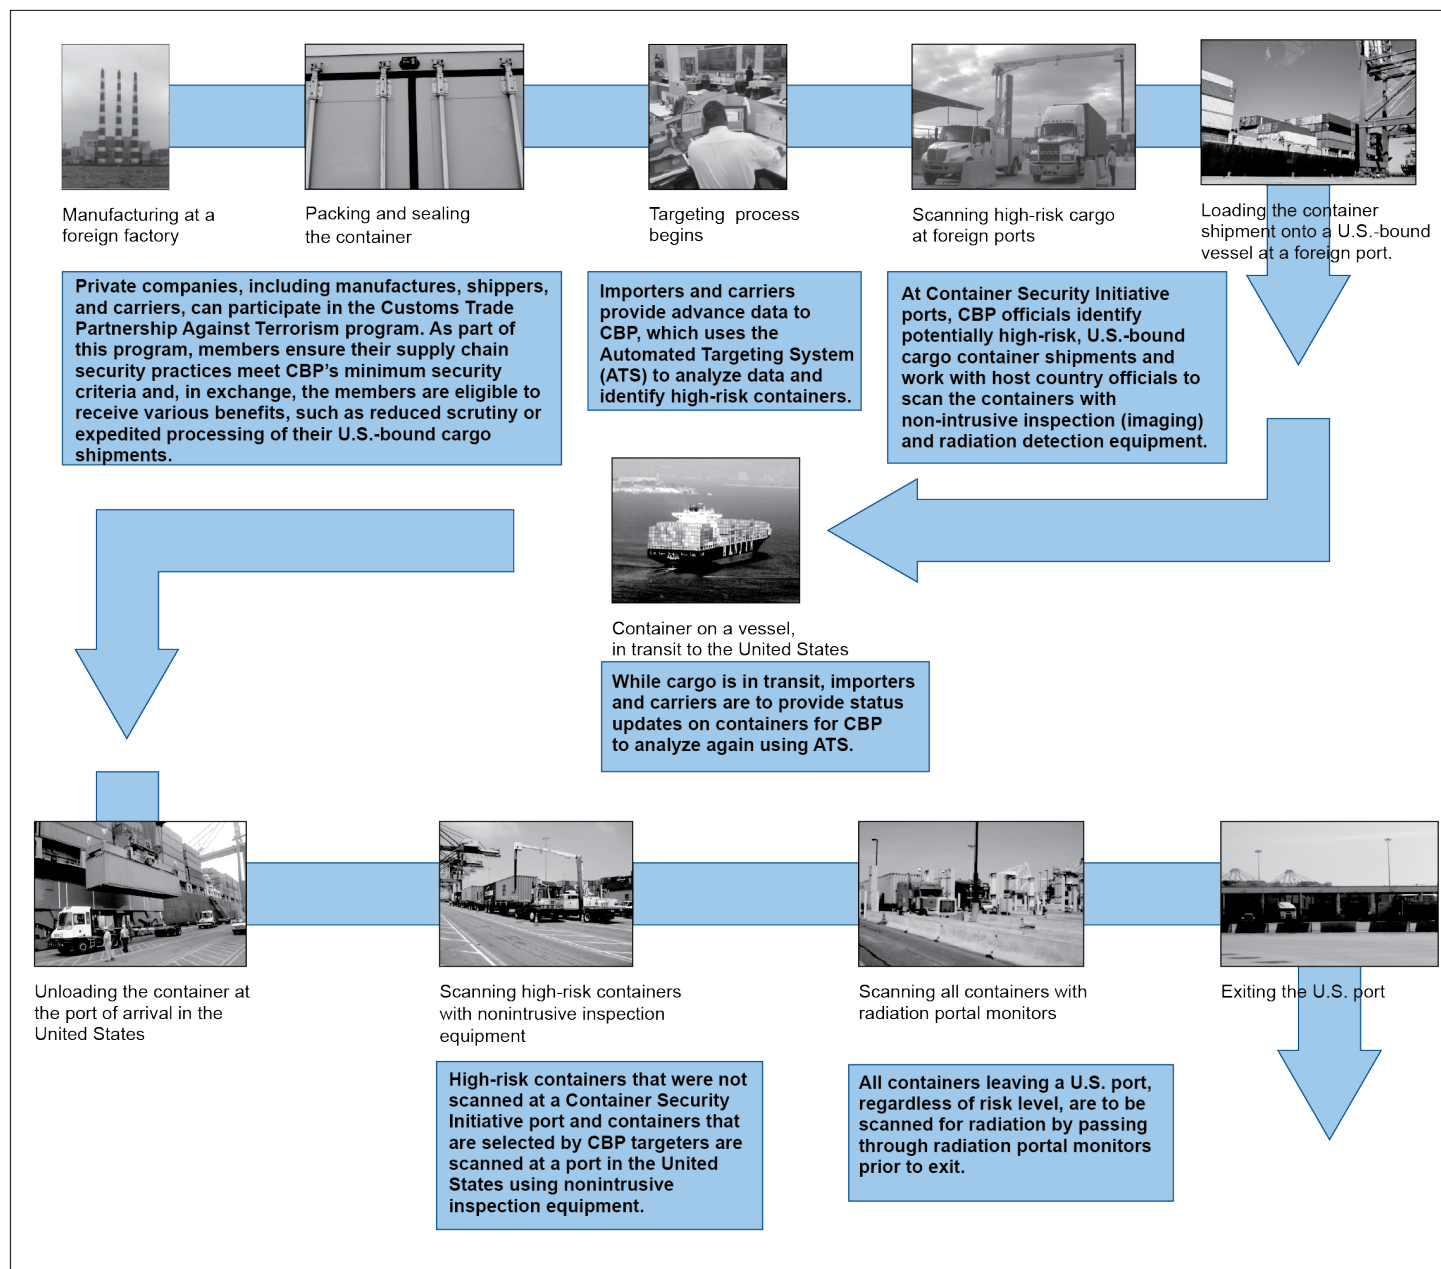 Manufacturing at a
foreign factory
Packing and sealing
the container
Targeting process
begins
Scanning high-risk cargo
at foreign ports
Loading the container
shipment onto a U.S.-bound
vessel at a foreign port.
Private companies, including manufactures, shippers,
and carriers, can participate in the Customs Trade
Partnership Against Terrorism program. As part of
this program, members ensure their supply chain
security practices meet CBP's minimum security
criteria and, in exchange, the members are eligible to
receive various benefits, such as reduced scrutiny or
expedited processing of their U.S.-bound cargo
shipments.
Importers and carriers
provide advance data to
CBP, which uses the
Automated Targeting System
(ATS) to analyze data and
identify high-risk containers.
At Container Security Initiative
ports, CBP officials identify
potentially high-risk, U.S.-bound
cargo container shipments and
work with host country officials to
scan the containers with
non-intrusive inspection (imaging)
and radiation detection equipment.
Container on a vessel,
in transit to the United States
While cargo is in transit, importers
and carriers are to provide status
updates on containers for CBP
to analyze again using ATS.
Unloading the container at
the port of arrival in the
United States
Scanning high-risk containers
with nonintrusive inspection
equipment
Scanning all containers with
radiation portal monitors
Exiting the U.S. port
High-risk containers that were not
scanned at a Container Security
Initiative port and containers that
are selected by CBP targeters are
scanned at a port in the United
States using nonintrusive
inspection equipment.
All containers leaving a U.S. port,
regardless of risk level, are to be
scanned for radiation by passing
through radiation portal monitors
prior to exit.